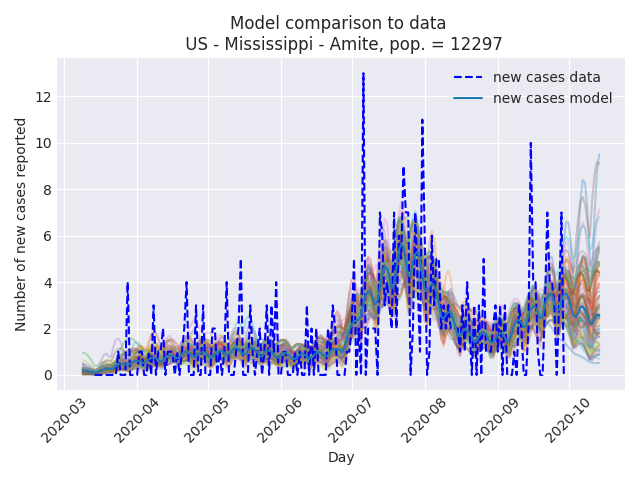 Model comparison to data
US - Mississippi - Amite, pop. = 12297
new cases data
new cases model
Number of new cases reported
12
10
8
6
4
2
0
2020-03
2020-04
2020-05
2020-06
2020-07
2020-08
2020-09
2020-10
Day